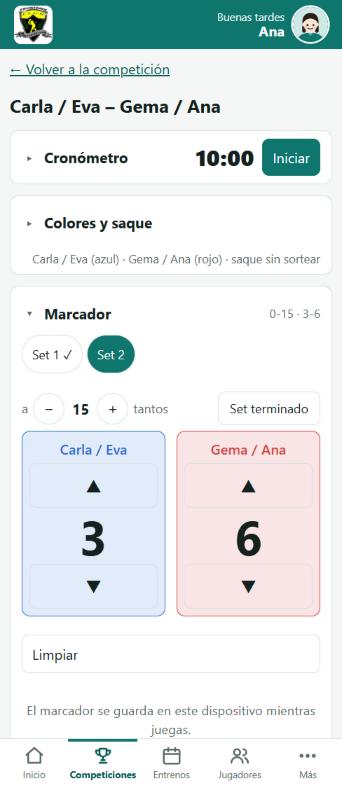 Buenas tardes
Ana
← Volver a la competición
Carla / Eva – Gema / Ana
▸ Cronómetro 10:00 Iniciar
▸ Colores y saque
Carla / Eva (azul) · Gema / Ana (rojo) · saque sin sortear
▾ Marcador 0-15 · 3-6
Set 1 ✓ Set 2
a − 15 + tantos Set terminado
Carla / Eva Gema / Ana
▲ ▲
3 6
▼ ▼
Limpiar
El marcador se guarda en este dispositivo mientras
juegas.
Inicio Competiciones Entrenos Jugadores Más